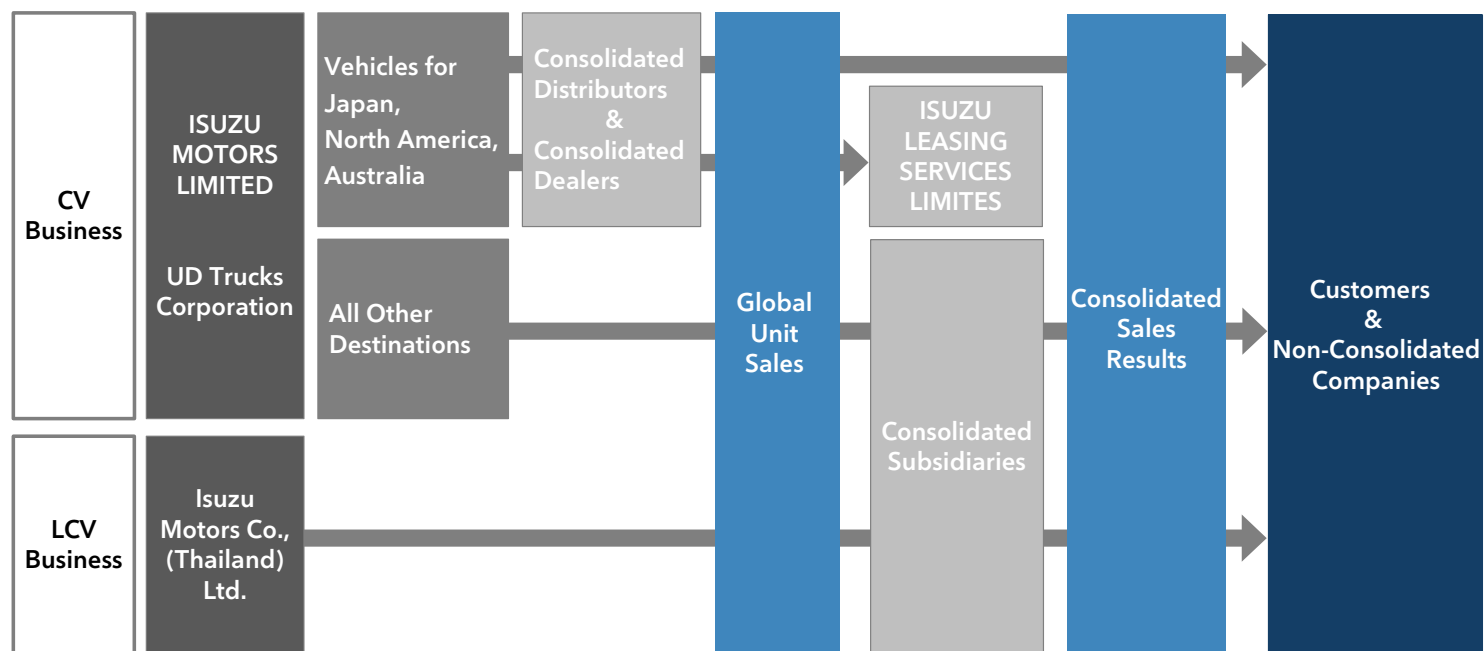 CV
Business
ISUZU
MOTORS
LIMITED
UD Trucks
Corporation
Vehicles for
Japan,
North America,
Australia
Consolidated
Distributors
&
Consolidated
Dealers
All Other
Destinations
Global
Unit
Sales
ISUZU
LEASING
SERVICES
LIMITES
Consolidated
Subsidiaries
Consolidated
Sales
Results
Customers
&
Non-Consolidated
Companies
LCV
Business
Isuzu
Motors Co.,
(Thailand)
Ltd.